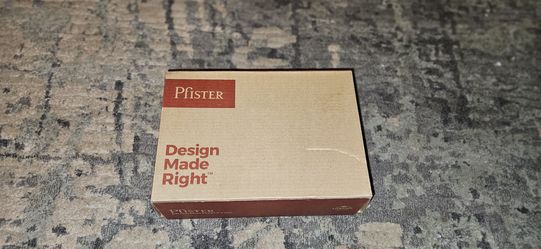 Pfister
Design
Made
Right™
Pfister